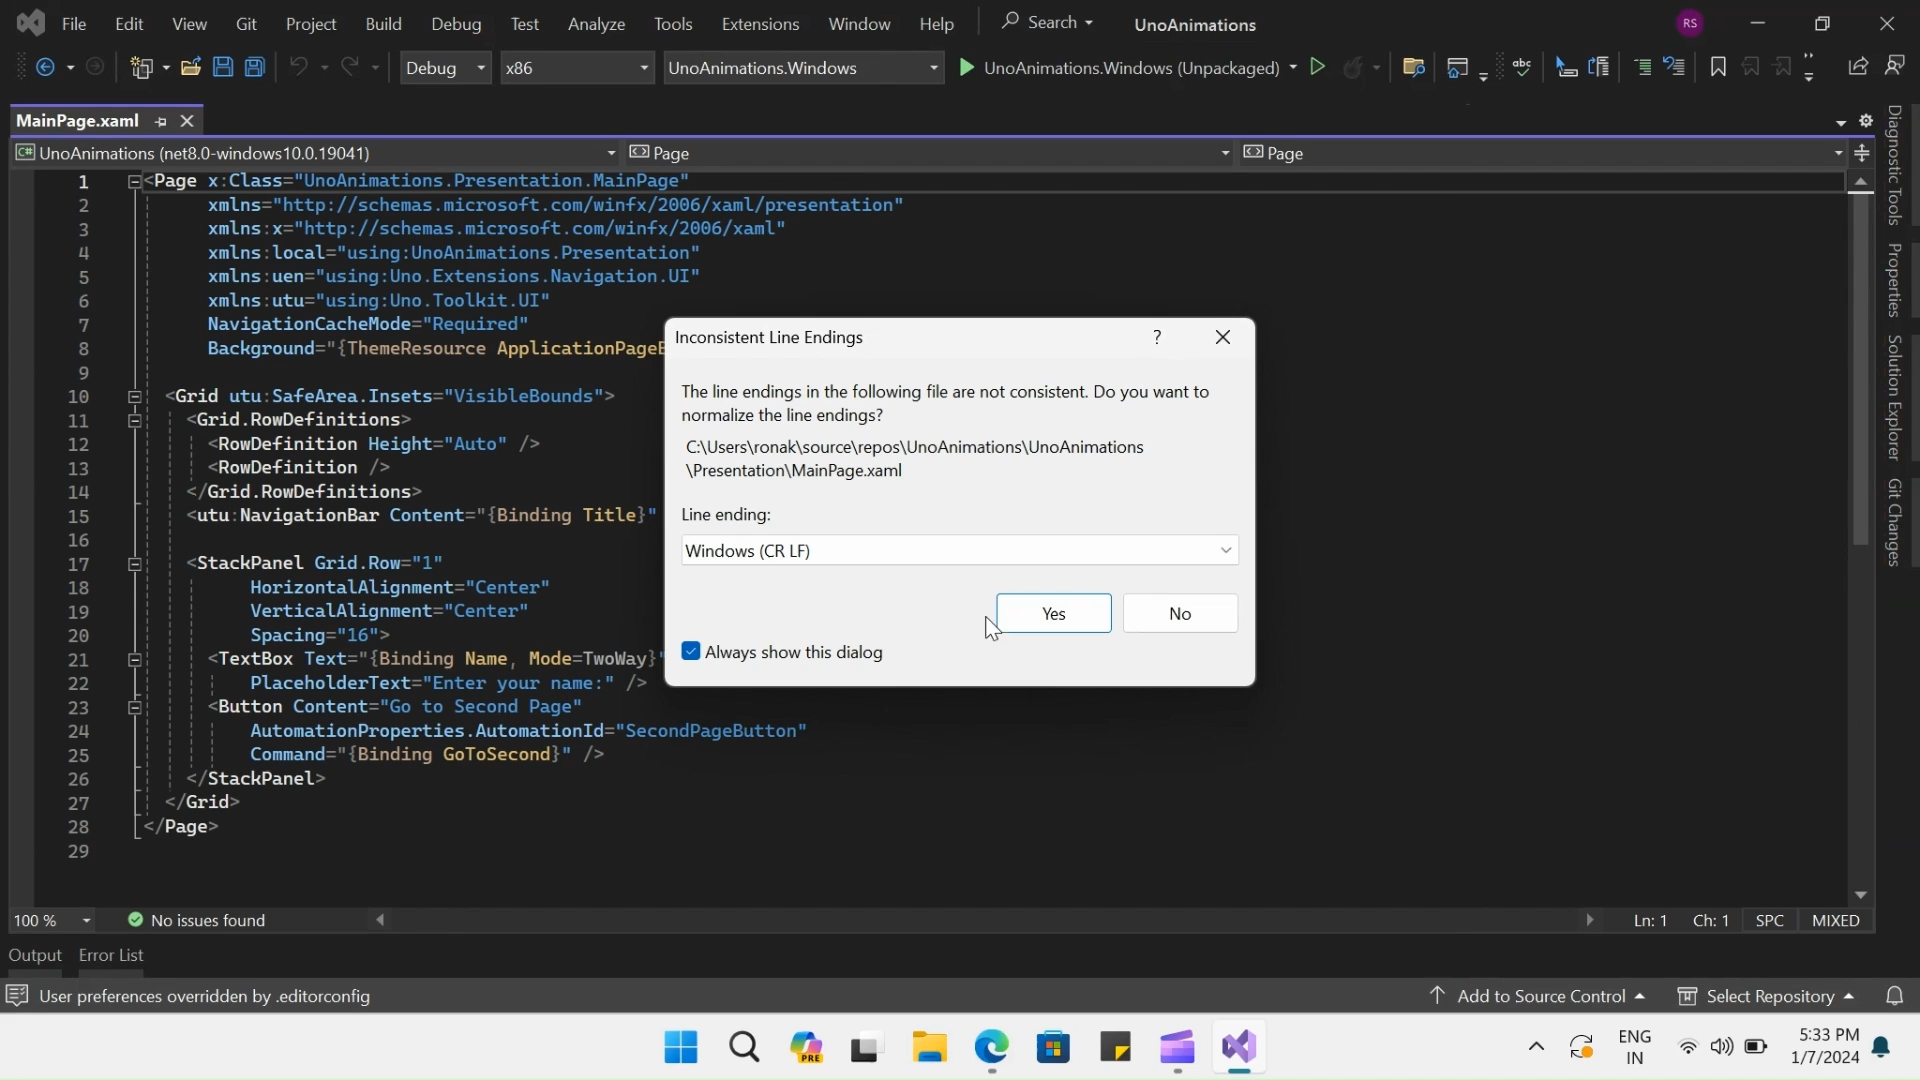 File Edit View Git Project Build Debug Test Analyze Tools Extensions Window Help Search UnoAnimations RS
Debug x86 UnoAnimations.Windows UnoAnimations.Windows (Unpackaged) abc
MainPage.xaml
C# UnoAnimations (net8.0-windows10.0.19041) Page Page
1 <Page x:Class="UnoAnimations.Presentation.MainPage"
2 xmlns="http://schemas.microsoft.com/winfx/2006/xaml/presentation"
3 xmlns:x="http://schemas.microsoft.com/winfx/2006/xaml"
4 xmlns:local="using:UnoAnimations.Presentation"
5 xmlns:uen="using:Uno.Extensions.Navigation.UI"
6 xmlns:utu="using:Uno.Toolkit.UI"
7 NavigationCacheMode="Required"
8 Background="{ThemeResource ApplicationPage
9
10 <Grid utu:SafeArea.Insets="VisibleBounds">
11 <Grid.RowDefinitions>
12 <RowDefinition Height="Auto" />
13 <RowDefinition />
14 </Grid.RowDefinitions>
15 <utu:NavigationBar Content="{Binding Title}"
16
17 <StackPanel Grid.Row="1"
18 HorizontalAlignment="Center"
19 VerticalAlignment="Center"
20 Spacing="16">
21 <TextBox Text="{Binding Name, Mode=TwoWay}"
22 PlaceholderText="Enter your name:" />
23 <Button Content="Go to Second Page"
24 AutomationProperties.AutomationId="SecondPageButton"
25 Command="{Binding GoToSecond}" />
26 </StackPanel>
27 </Grid>
28 </Page>
29
Inconsistent Line Endings ?
The line endings in the following file are not consistent. Do you want to
normalize the line endings?
C:\Users\ronak\source\repos\UnoAnimations\UnoAnimations
\Presentation\MainPage.xaml
Line ending:
Windows (CR LF)
Yes No
Always show this dialog
Diagnostic Tools
Properties
Solution Explorer
Git Changes
100 % No issues found Ln: 1 Ch: 1 SPC MIXED
Output Error List
User preferences overridden by .editorconfig Add to Source Control Select Repository
PRE ENG 5:33 PM
IN 1/7/2024